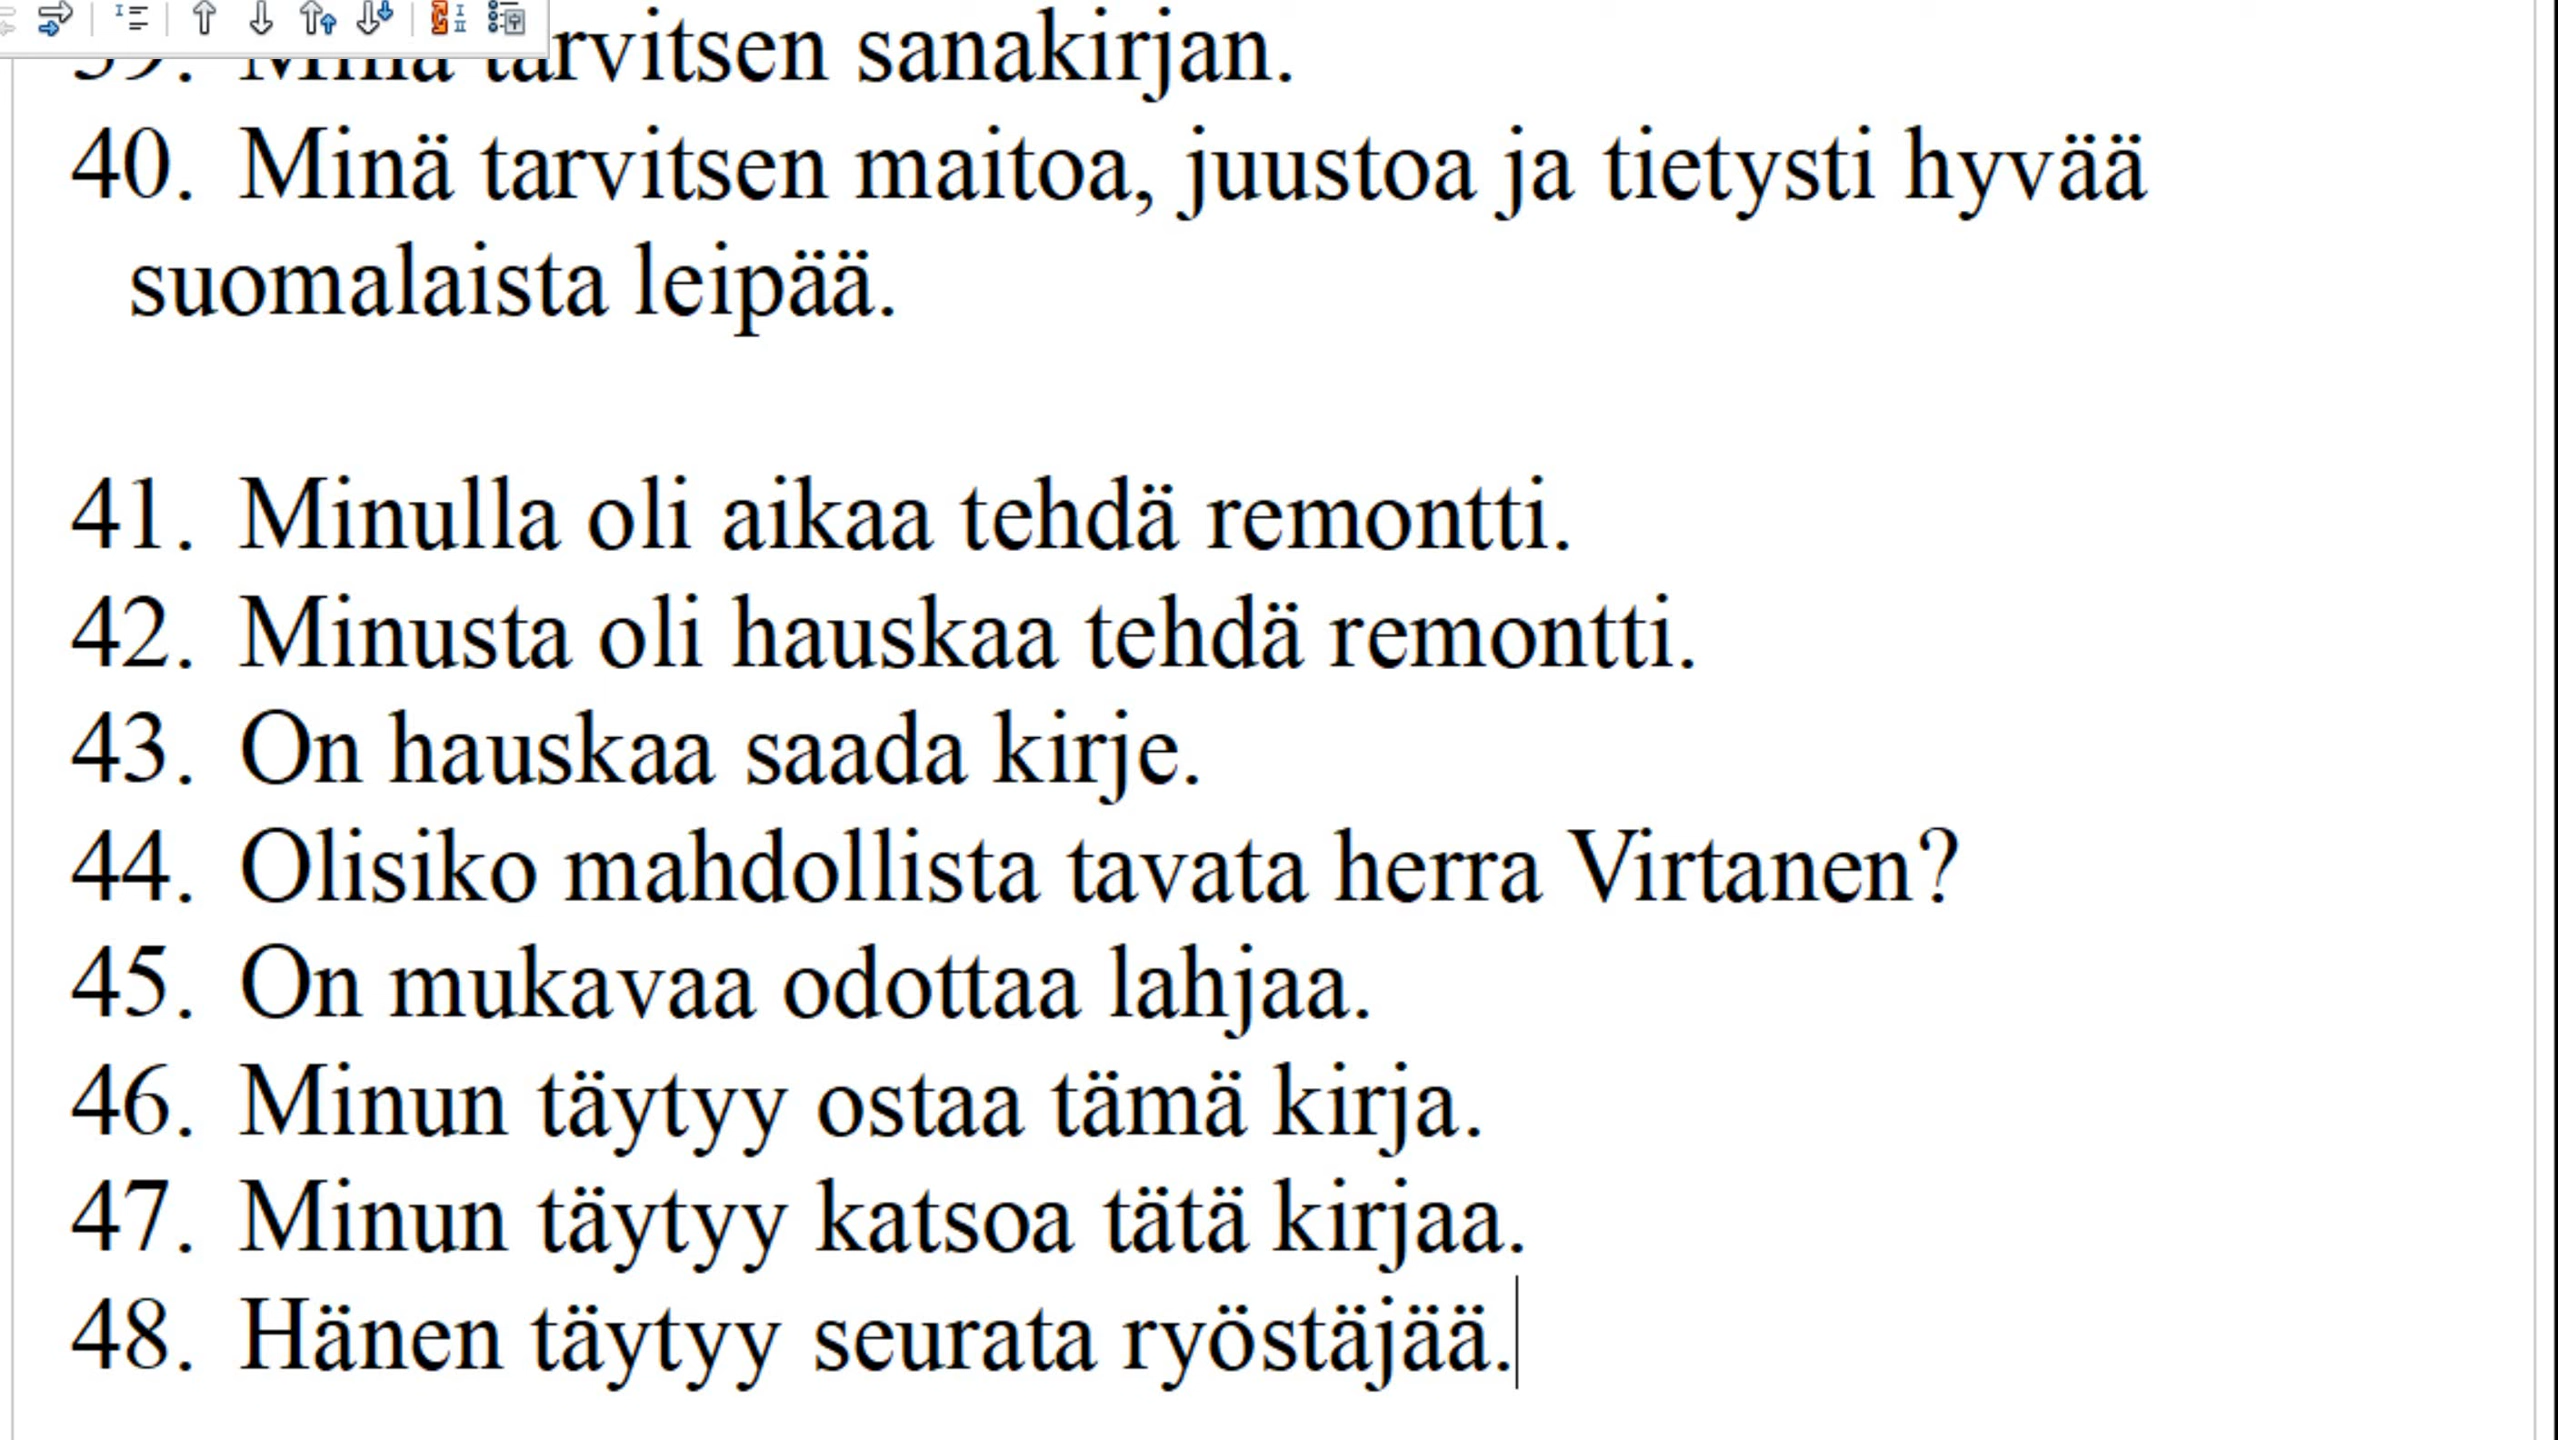 39. Minä tarvitsen sanakirjan.
40. Minä tarvitsen maitoa, juustoa ja tietysti hyvää
suomalaista leipää.
41. Minulla oli aikaa tehdä remontti.
42. Minusta oli hauskaa tehdä remontti.
43. On hauskaa saada kirje.
44. Olisiko mahdollista tavata herra Virtanen?
45. On mukavaa odottaa lahjaa.
46. Minun täytyy ostaa tämä kirja.
47. Minun täytyy katsoa tätä kirjaa.
48. Hänen täytyy seurata ryöstäjää.